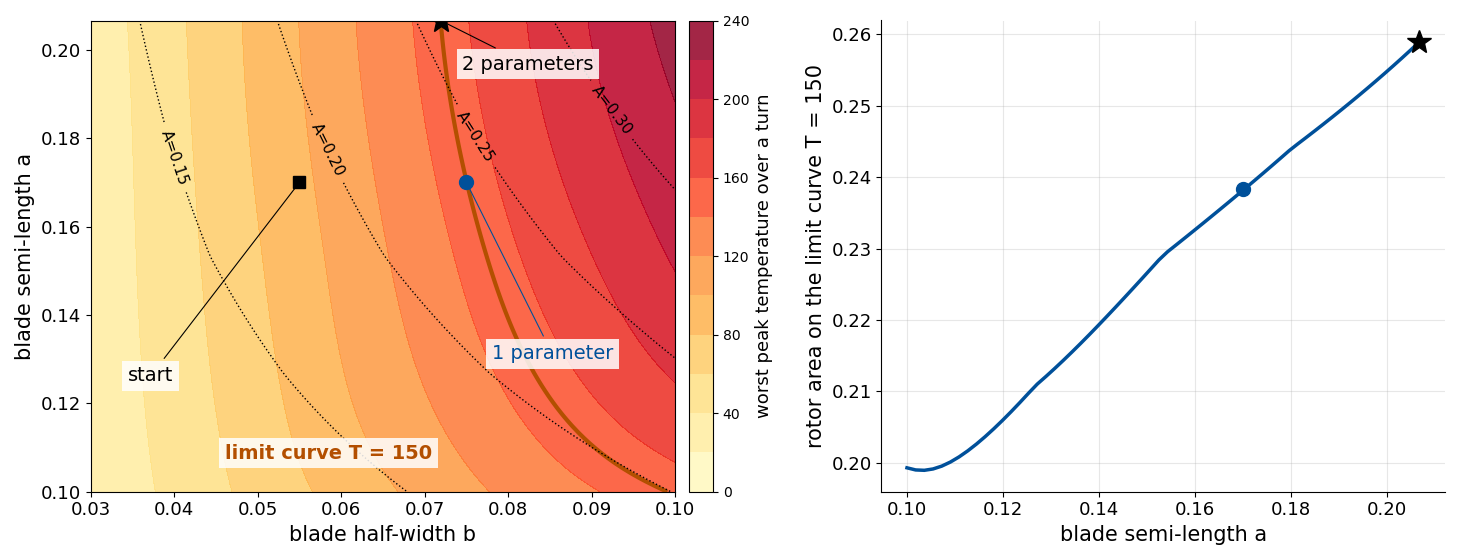 0.20
0.18
0.16
0.14
0.12
0.10
blade semi-length a
0.03 0.04 0.05 0.06 0.07 0.08 0.09 0.10
blade half-width b
A=0.15
A=0.20
A=0.25
A=0.30
2 parameters
1 parameter
start
limit curve T = 150
240
200
160
120
80
40
0
worst peak temperature over a turn
0.26
0.25
0.24
0.23
0.22
0.21
0.20
rotor area on the limit curve T = 150
0.10 0.12 0.14 0.16 0.18 0.20
blade semi-length a